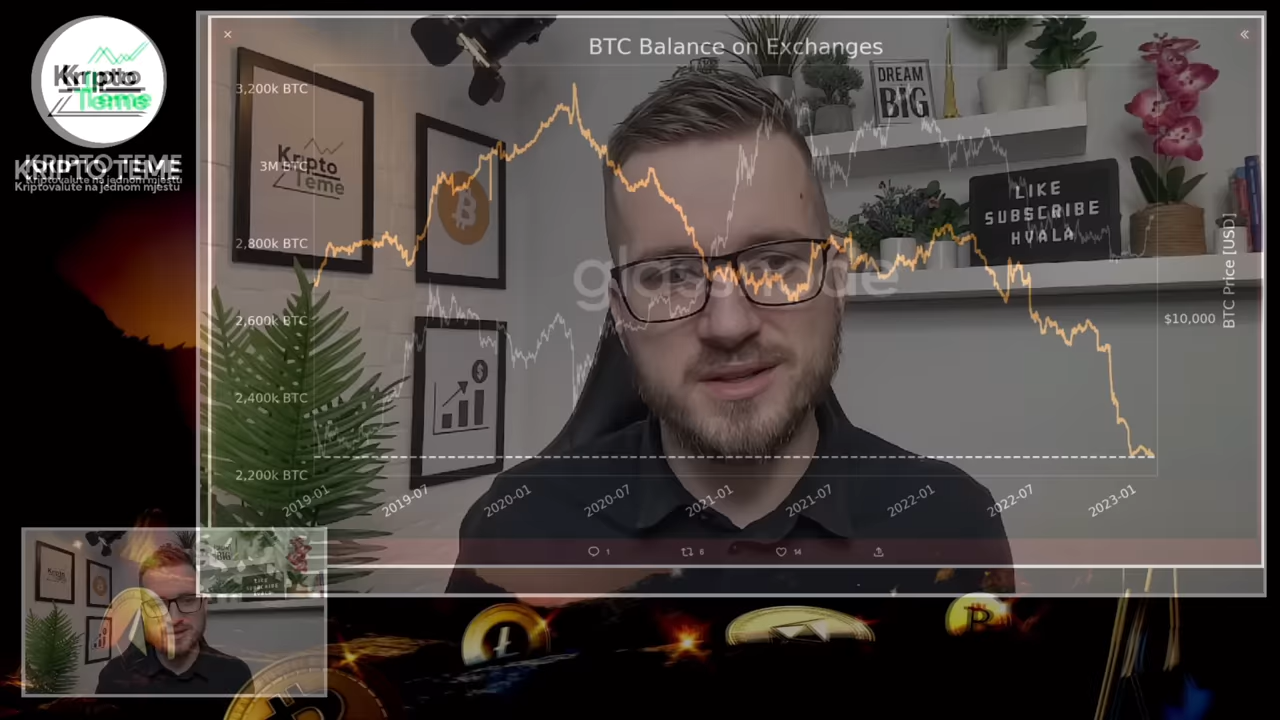 Kripto
Teme
KRIPTO TEME
Kriptovalute na jednom mjestu
BTC Balance on Exchanges
3,200k BTC
3M BTC
2,800k BTC
2,600k BTC
2,400k BTC
2,200k BTC
glassnode
BTC Price [USD]
$10,000
2019-01
2019-07
2020-01
2020-07
2021-01
2021-07
2022-01
2022-07
2023-01
1
6
54
Kripto
Teme
DREAM
BIG
LIKE
SUBSCRIBE
HVALA